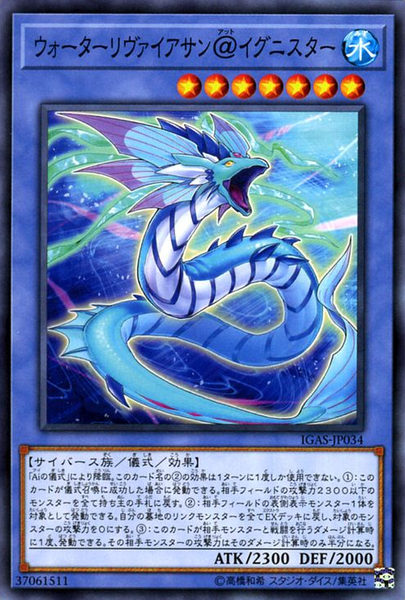 ウォーターリヴァイアサン@イグニスター
アット
水
IGAS-JP034
【サイバース族/儀式/効果】
「Aiの儀式」により降臨。このカード名の②の効果は1ターンに1度しか使用できない。①：この
カードが儀式召喚に成功した場合に発動できる。相手フィールドの攻撃力2300以下の
モンスターを全て持ち主の手札に戻す。②：相手フィールドの表側表示モンスター1体を
対象として発動できる。自分の墓地のリンクモンスターを全てEXデッキに戻し、対象のモン
スターの攻撃力を0にする。③：このカードが相手モンスターと戦闘を行うダメージ計算時
に1度、発動できる。その相手モンスターの攻撃力はそのダメージ計算時のみ半分になる。
ATK/2300 DEF/2000
37061511
©高橋和希 スタジオ・ダイス/集英社